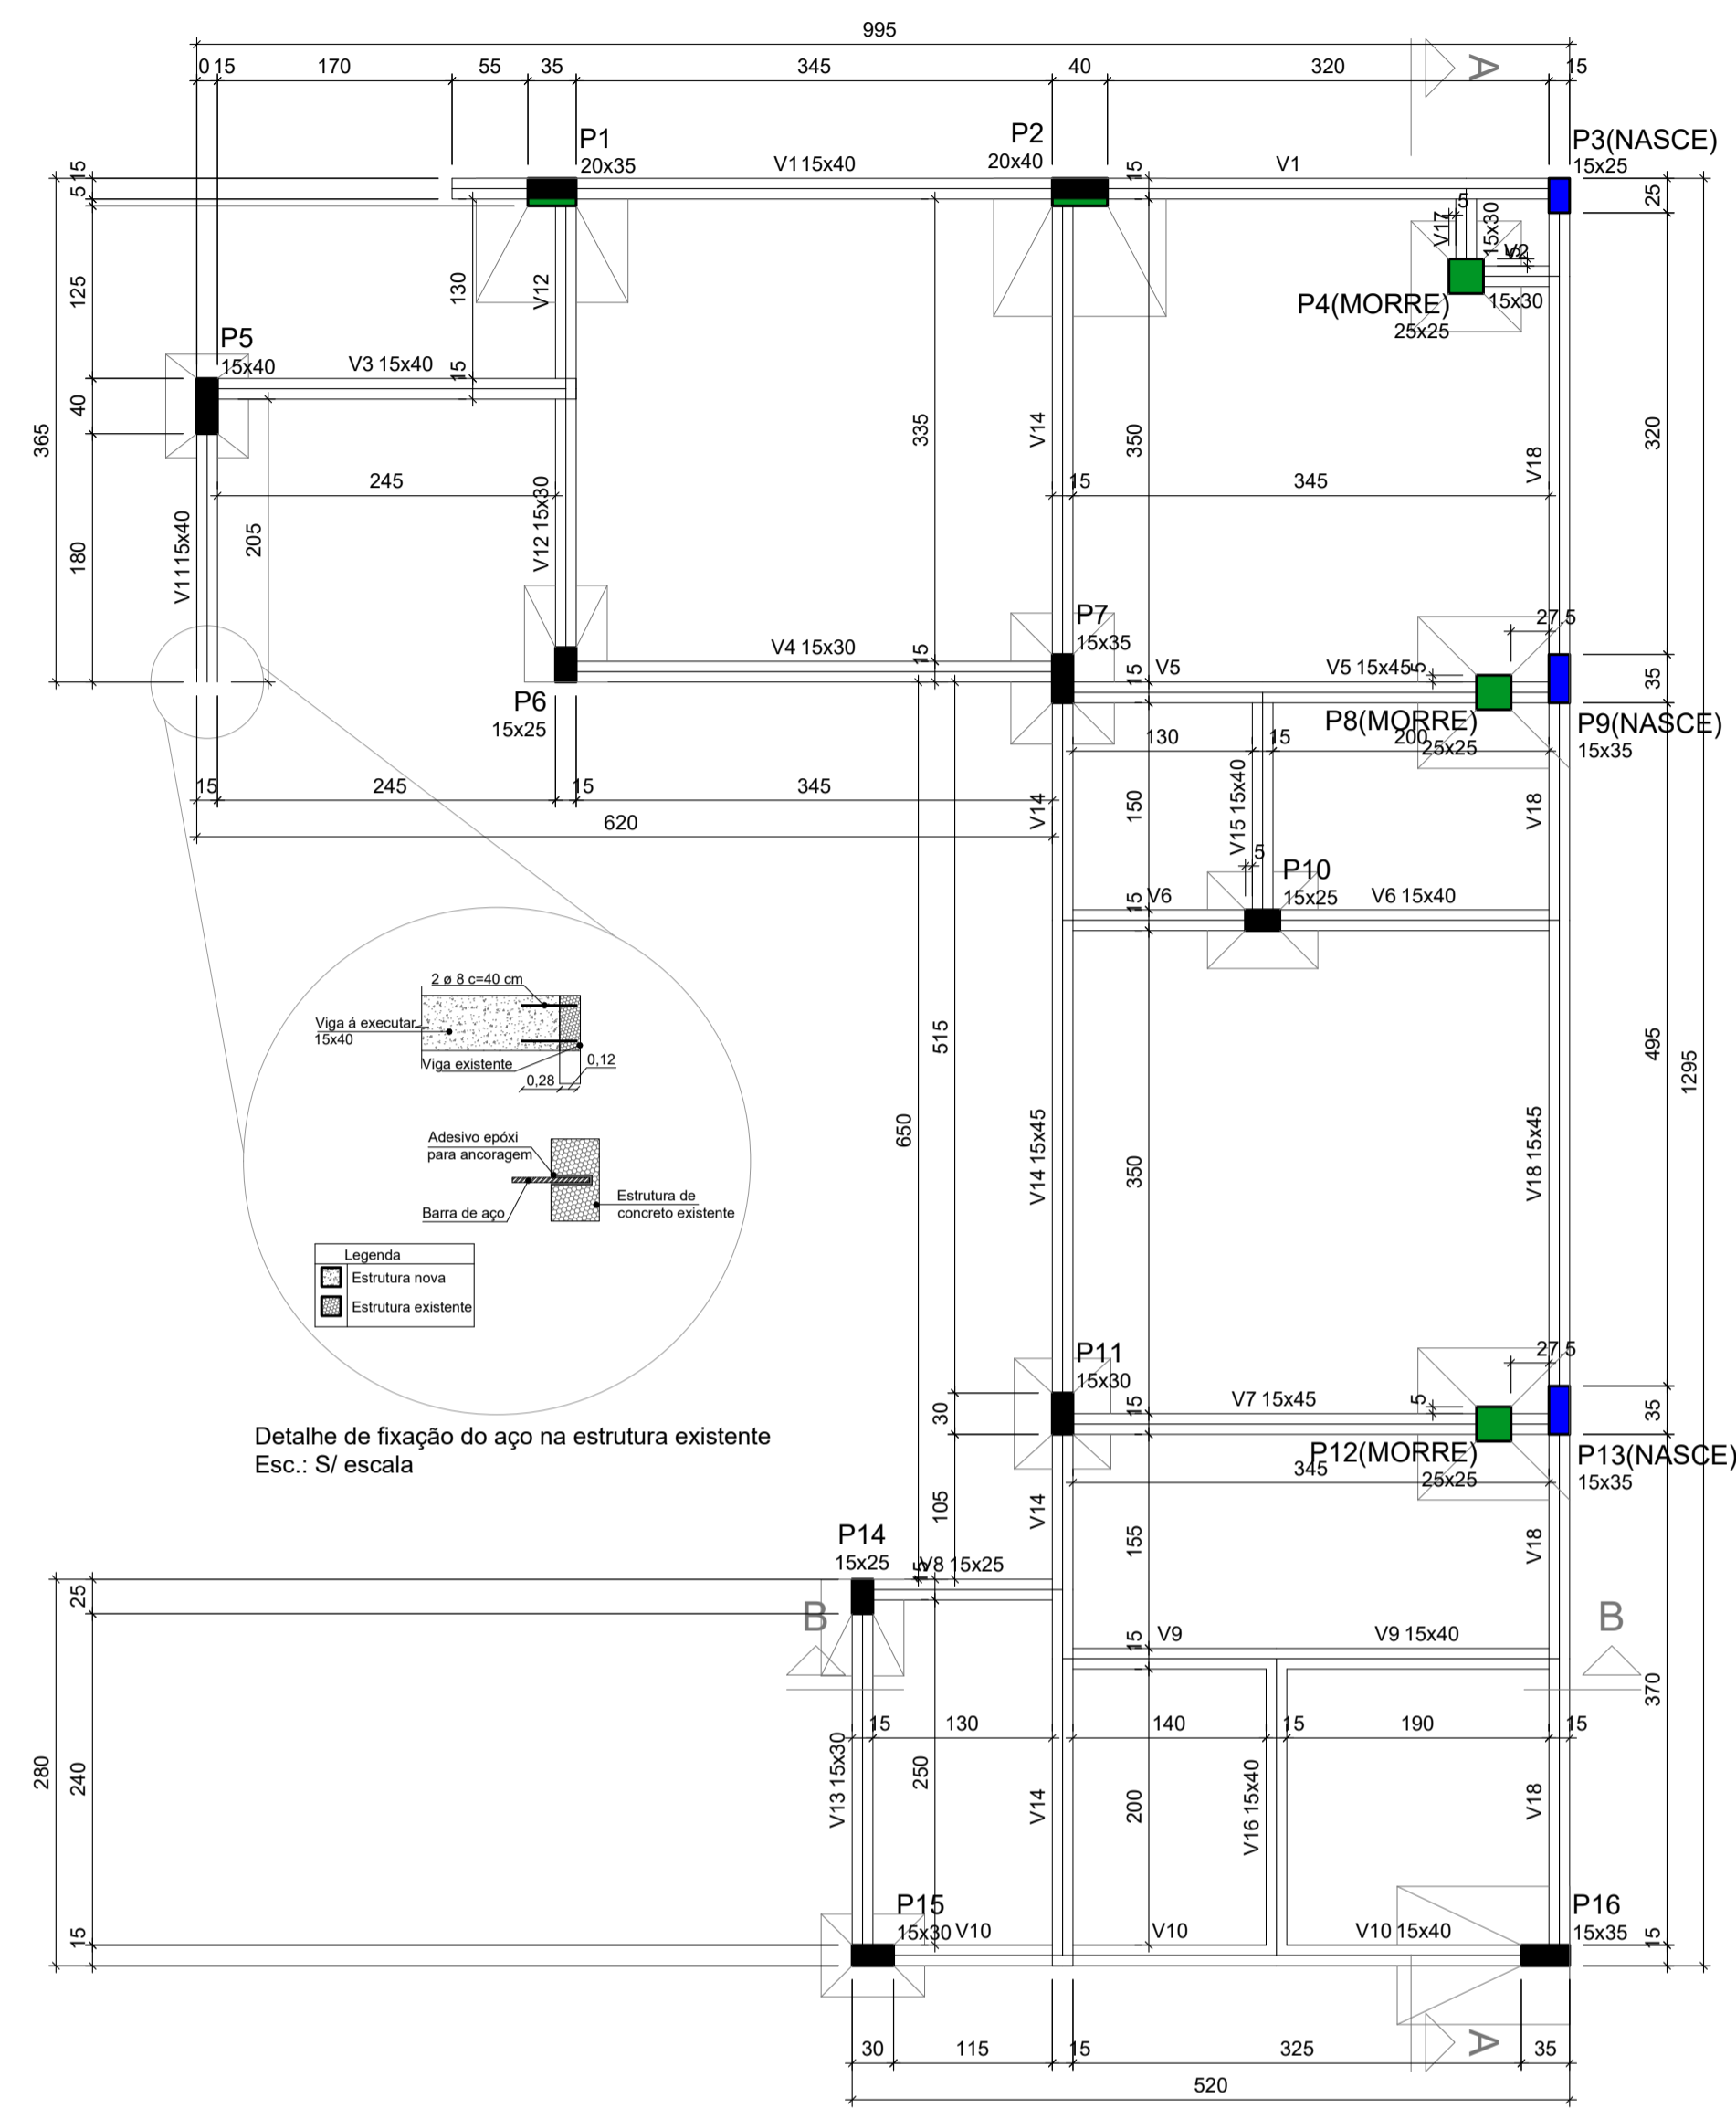 995
0 15 170 55 35 345 40 320 15
A
P1
20x35
V1 15x40
P2
20x40
V1
P3(NASCE)
15x25
15
5
15
25
5
V17
15x30
V2
5
15x30
P4(MORRE)
25x25
125
130
V12
P5
15x40
V3 15x40
15
40
365
335
V14
350
V18
320
245
15
345
V11 15x40
205
180
V12 15x30
P7
15x35
27.5
V4 15x30
15
15
V5
V5 15x45
5
35
P6
15x25
P8(MORRE)
25x25
P9(NASCE)
15x35
130
15
200
15
245
15
345
620
V14
150
V15 15x40
V18
5
P10
15x25
15
V6
V6 15x40
2 ø 8 c=40 cm
Viga á executar
15x40
Viga existente
0,12
0,28
515
495
1295
Adesivo epóxi
para ancoragem
Barra de aço
Estrutura de
concreto existente
650
V14 15x45
350
V18 15x45
Legenda
Estrutura nova
Estrutura existente
P11
15x30
27.5
30
15
V7 15x45
5
35
Detalhe de fixação do aço na estrutura existente
Esc.: S/ escala
P12(MORRE)
25x25
345
P13(NASCE)
15x35
105
V14
155
V18
P14
15x25
15
V8 15x25
25
B
B
15
V9
V9 15x40
370
15
130
140
15
190
15
280
240
V13 15x30
250
V14
200
V16 15x40
V18
P15
15x30
V10
V10
V10 15x40
P16
15x35
15
15
A
30 115 15 325 35
520